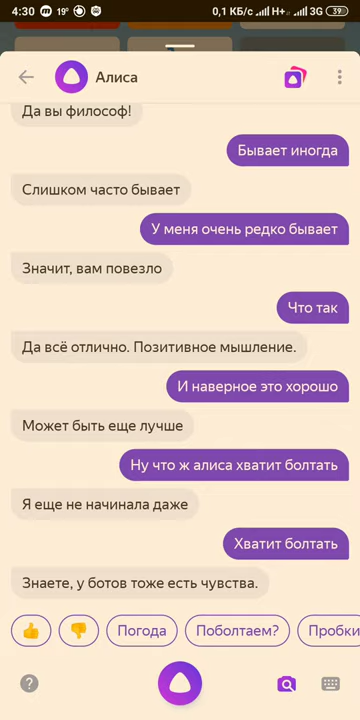 4:30 19° 0,1 КБ/с H+ 3G 39
Алиса
Да вы философ!
Бывает иногда
Слишком часто бывает
У меня очень редко бывает
Значит, вам повезло
Что так
Да всё отлично. Позитивное мышление.
И наверное это хорошо
Может быть еще лучше
Ну что ж алиса хватит болтать
Я еще не начинала даже
Хватит болтать
Знаете, у ботов тоже есть чувства.
Погода Поболтаем? Пробки
?